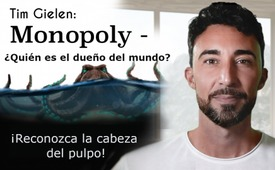 Tim Gielen:
Monopoly -
¿Quién es el dueño del mundo?
¡Reconozca la cabeza
del pulpo!